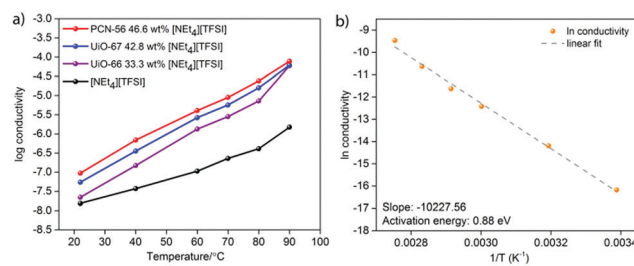 a)
PCN-56 46.6 wt% [NEt4][TFSI]
UiO-67 42.8 wt% [NEt4][TFSI]
UiO-66 33.3 wt% [NEt4][TFSI]
[NEt4][TFSI]
log conductivity
-3.0
-3.5
-4.0
-4.5
-5.0
-5.5
-6.0
-6.5
-7.0
-7.5
-8.0
20 30 40 50 60 70 80 90 100
Temperature/°C
b)
ln conductivity
linear fit
ln conductivity
-9
-10
-11
-12
-13
-14
-15
-16
-17
-18
Slope: -10227.56
Activation energy: 0.88 eV
0.0028 0.0030 0.0032 0.0034
1/T (K-1)